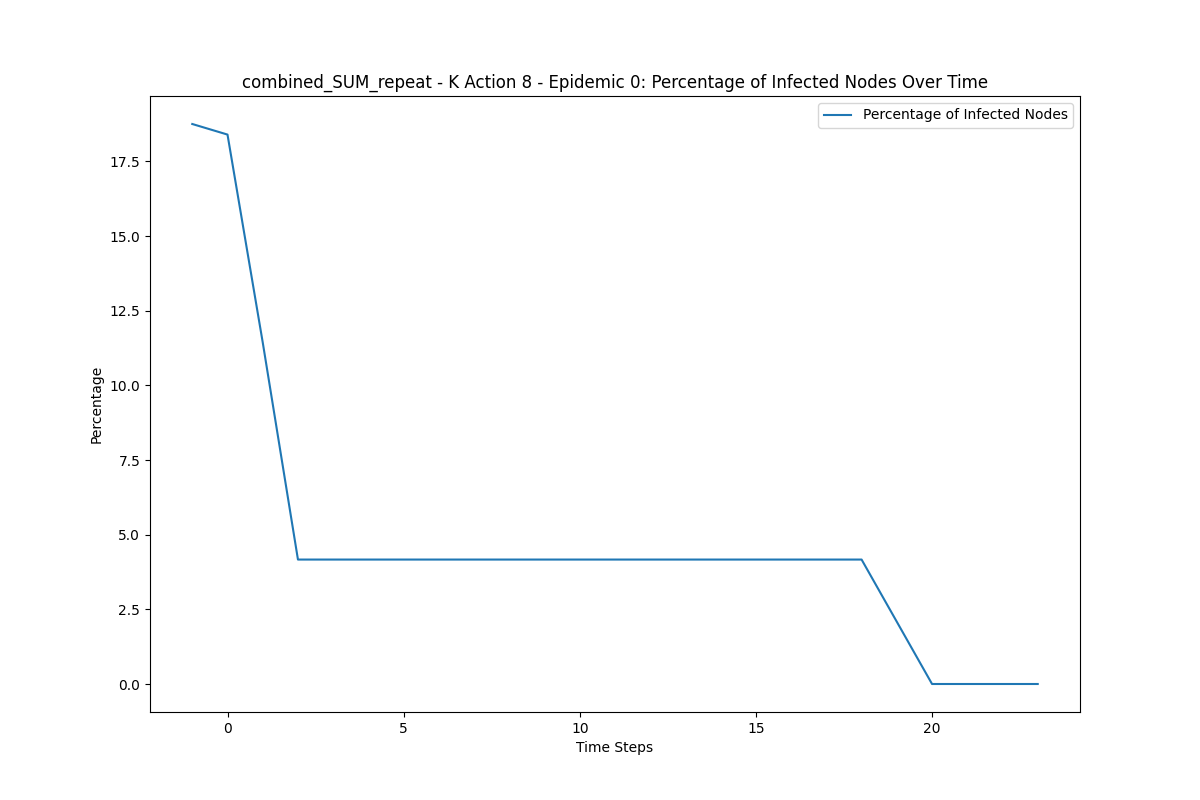 combined_SUM_repeat - K Action 8 - Epidemic 0: Percentage of Infected Nodes Over Time
Percentage of Infected Nodes
17.5
15.0
12.5
10.0
7.5
5.0
2.5
0.0
Percentage
0 5 10 15 20
Time Steps